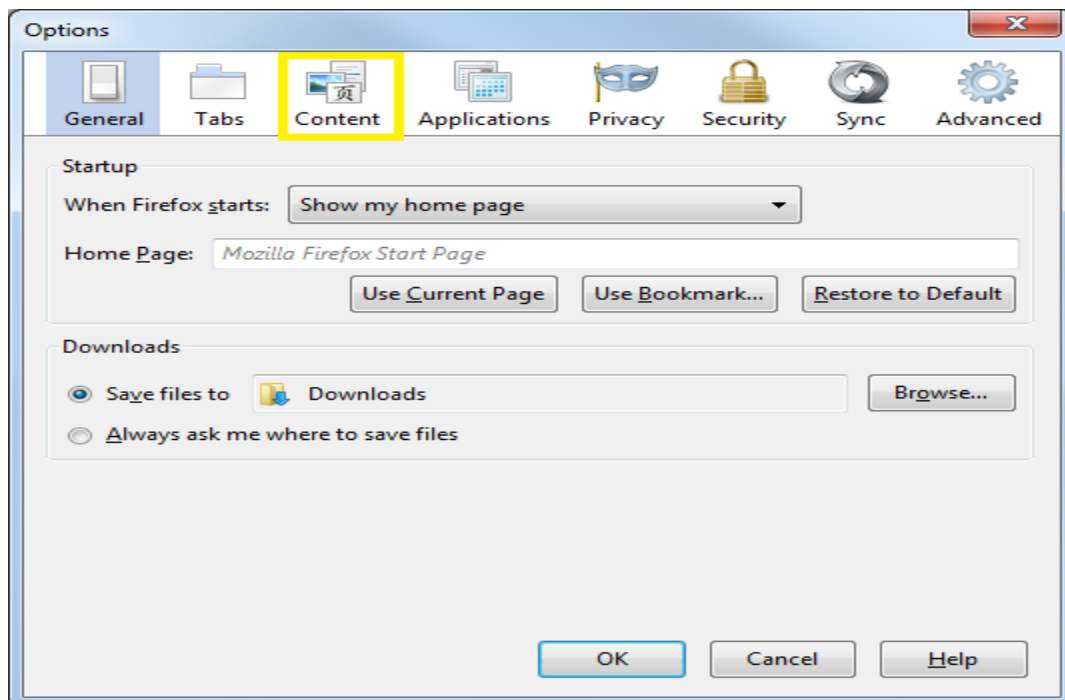 Options
页
General Tabs Content Applications Privacy Security Sync Advanced
Startup
When Firefox starts: Show my home page
Home Page: Mozilla Firefox Start Page
Use Current Page Use Bookmark... Restore to Default
Downloads
Save files to Downloads Browse...
Always ask me where to save files
OK Cancel Help